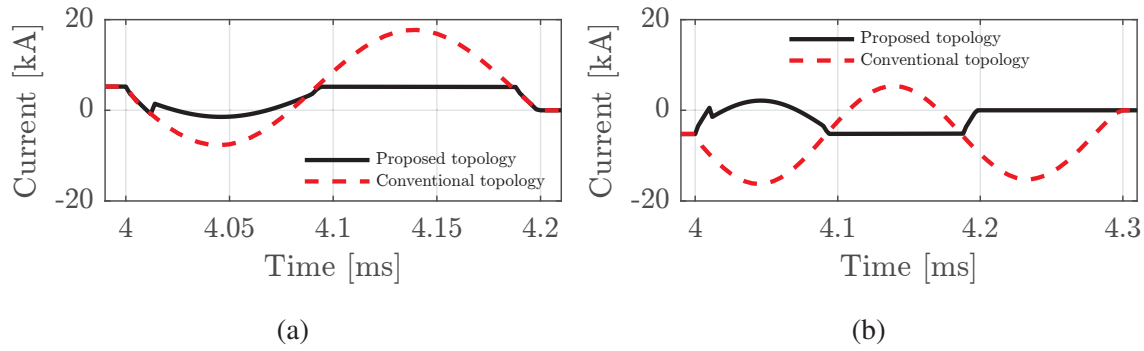 20
0
-20
Current [kA]
Proposed topology
Conventional topology
4
4.05
4.1
4.15
4.2
Time [ms]
(a)
20
0
-20
Current [kA]
Proposed topology
Conventional topology
4
4.1
4.2
4.3
Time [ms]
(b)